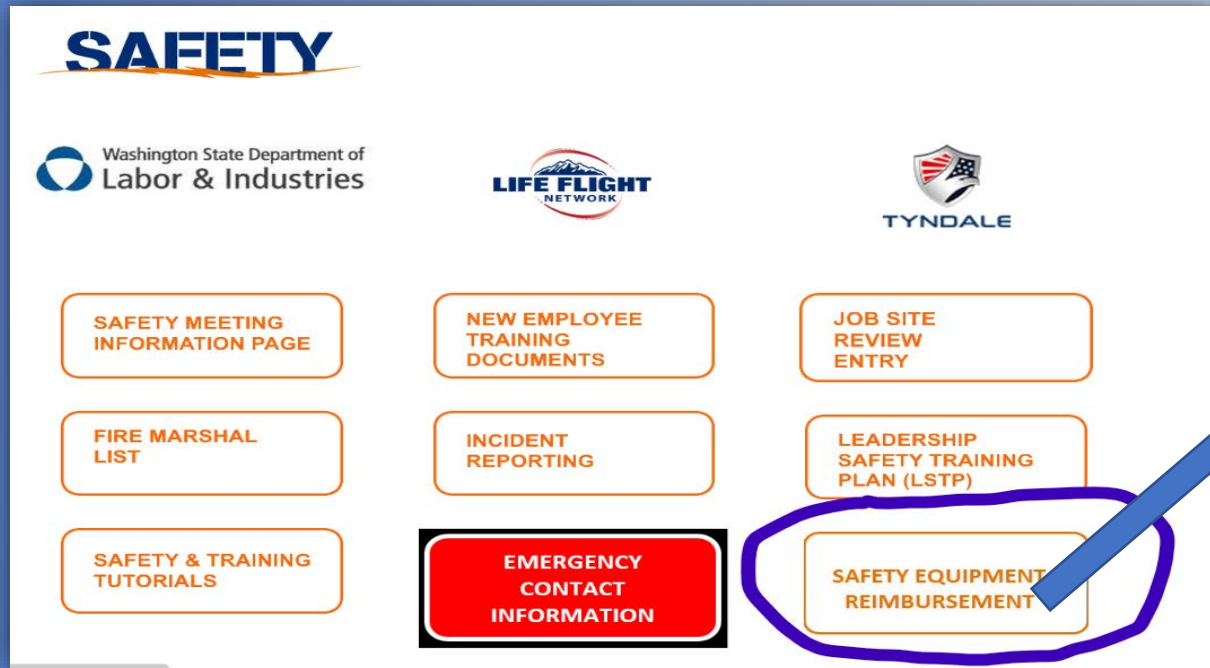 SAFETY
Washington State Department of
Labor & Industries
LIFE FLIGHT
NETWORK
TYNDALE
SAFETY MEETING
INFORMATION PAGE
NEW EMPLOYEE
TRAINING
DOCUMENTS
JOB SITE
REVIEW
ENTRY
FIRE MARSHAL
LIST
INCIDENT
REPORTING
LEADERSHIP
SAFETY TRAINING
PLAN (LSTP)
SAFETY & TRAINING
TUTORIALS
EMERGENCY
CONTACT
INFORMATION
SAFETY EQUIPMENT
REIMBURSEMENT